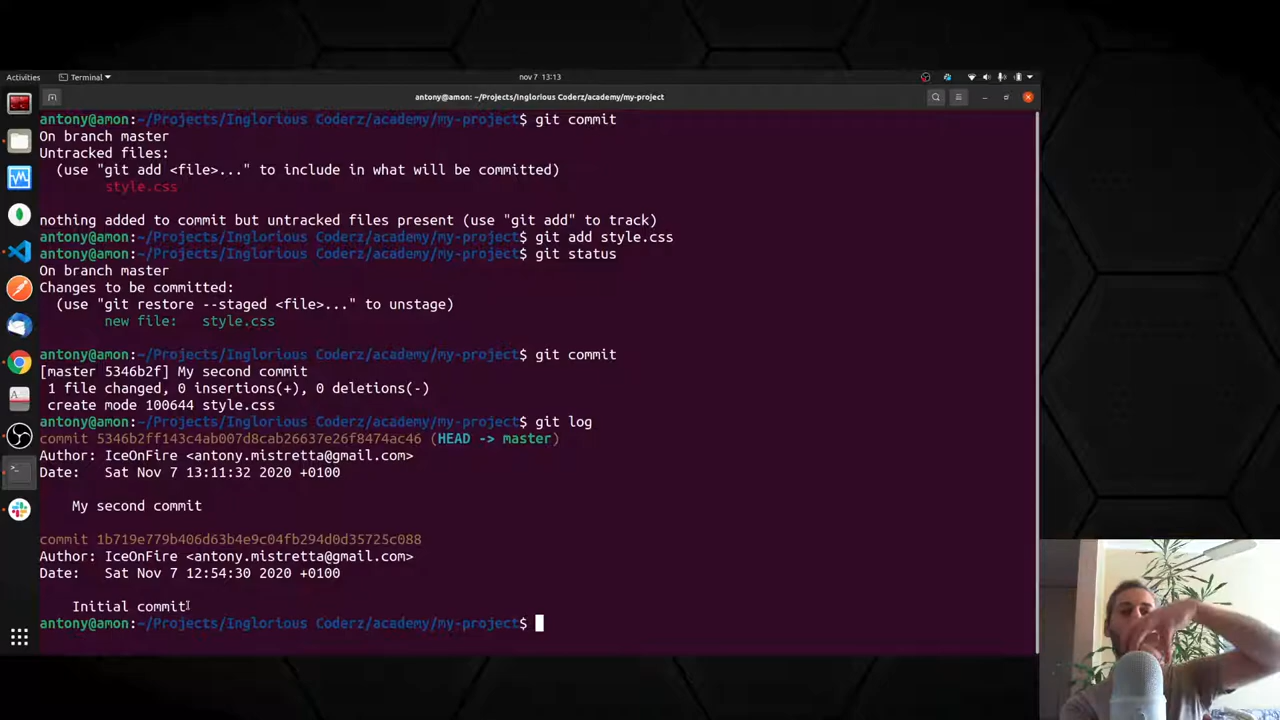 Activities
Terminal
nov 7 13:13
antony@amon: ~/Projects/Inglorious Coderz/academy/my-project
antony@amon:~/Projects/Inglorious Coderz/academy/my-project$ git commit
On branch master
Untracked files:
(use "git add <file>..." to include in what will be committed)
style.css
nothing added to commit but untracked files present (use "git add" to track)
antony@amon:~/Projects/Inglorious Coderz/academy/my-project$ git add style.css
antony@amon:~/Projects/Inglorious Coderz/academy/my-project$ git status
On branch master
Changes to be committed:
(use "git restore --staged <file>..." to unstage)
new file:   style.css
antony@amon:~/Projects/Inglorious Coderz/academy/my-project$ git commit
[master 5346b2f] My second commit
1 file changed, 0 insertions(+), 0 deletions(-)
create mode 100644 style.css
antony@amon:~/Projects/Inglorious Coderz/academy/my-project$ git log
commit 5346b2ff143c4ab007d8cab26637e26f8474ac46 (HEAD -> master)
Author: IceOnFire <antony.mistretta@gmail.com>
Date:   Sat Nov 7 13:11:32 2020 +0100
My second commit
commit 1b719e779b406d63b4e9c04fb294d0d35725c088
Author: IceOnFire <antony.mistretta@gmail.com>
Date:   Sat Nov 7 12:54:30 2020 +0100
Initial commit
antony@amon:~/Projects/Inglorious Coderz/academy/my-project$